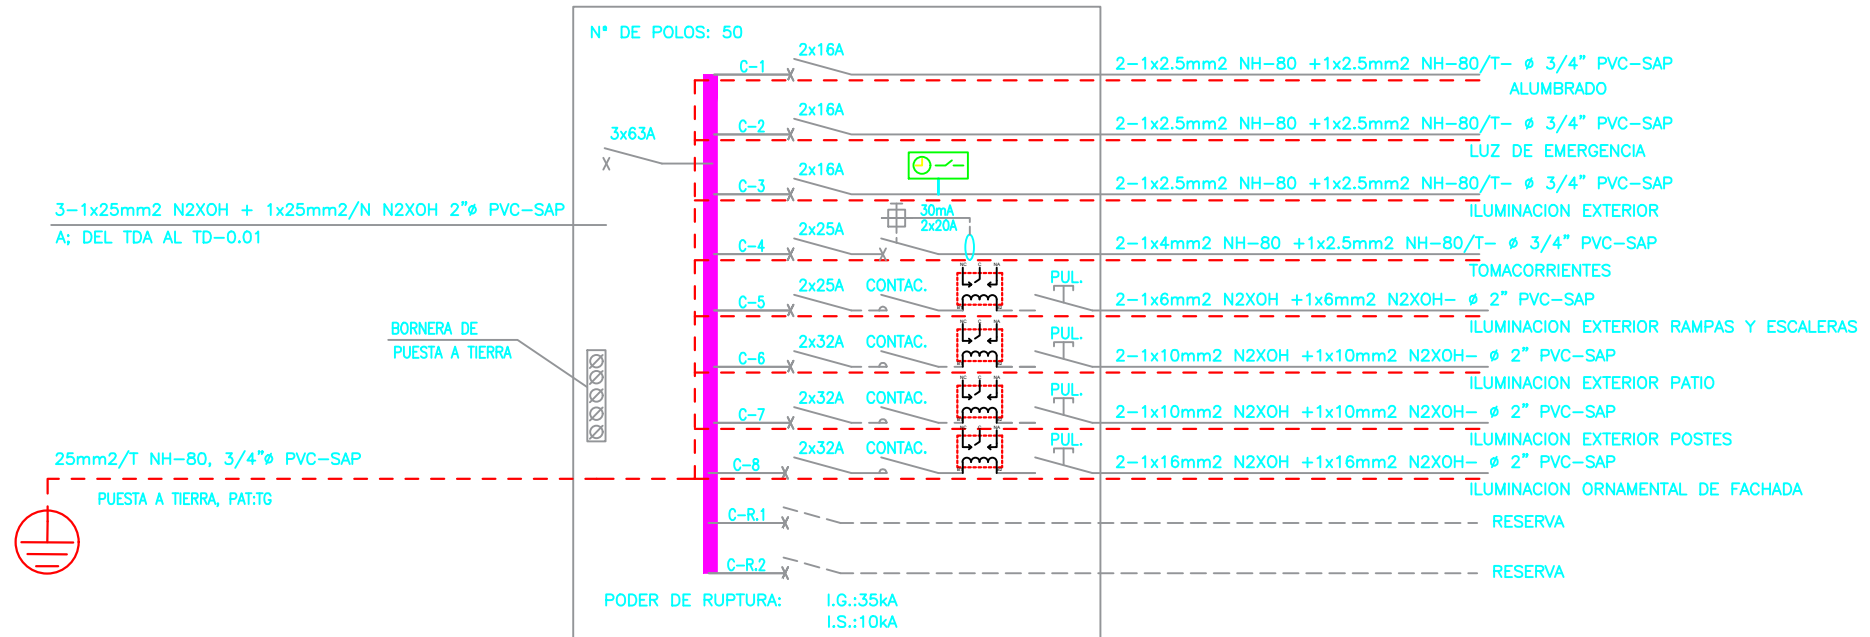 N° DE POLOS: 50
C-1
2x16A
2-1x2.5mm2 NH-80 +1x2.5mm2 NH-80/T- ø 3/4" PVC-SAP
ALUMBRADO
C-2
2x16A
2-1x2.5mm2 NH-80 +1x2.5mm2 NH-80/T- ø 3/4" PVC-SAP
LUZ DE EMERGENCIA
3x63A
C-3
2x16A
2-1x2.5mm2 NH-80 +1x2.5mm2 NH-80/T- ø 3/4" PVC-SAP
ILUMINACION EXTERIOR
3-1x25mm2 N2XOH + 1x25mm2/N N2XOH 2"ø PVC-SAP
A; DEL TDA AL TD-0.01
C-4
2x25A
30mA
2x20A
2-1x4mm2 NH-80 +1x2.5mm2 NH-80/T- ø 3/4" PVC-SAP
TOMACORRIENTES
C-5
2x25A
CONTAC.
NC C NA
PUL.
2-1x6mm2 N2XOH +1x6mm2 N2XOH- ø 2" PVC-SAP
ILUMINACION EXTERIOR RAMPAS Y ESCALERAS
BORNERA DE
PUESTA A TIERRA
C-6
2x32A
CONTAC.
NC C NA
PUL.
2-1x10mm2 N2XOH +1x10mm2 N2XOH- ø 2" PVC-SAP
ILUMINACION EXTERIOR PATIO
C-7
2x32A
CONTAC.
NC C NA
PUL.
2-1x10mm2 N2XOH +1x10mm2 N2XOH- ø 2" PVC-SAP
ILUMINACION EXTERIOR POSTES
C-8
2x32A
CONTAC.
NC C NA
PUL.
2-1x16mm2 N2XOH +1x16mm2 N2XOH- ø 2" PVC-SAP
ILUMINACION ORNAMENTAL DE FACHADA
25mm2/T NH-80, 3/4"ø PVC-SAP
PUESTA A TIERRA, PAT:TG
C-R.1
RESERVA
C-R.2
RESERVA
PODER DE RUPTURA:
I.G.:35kA
I.S.:10kA